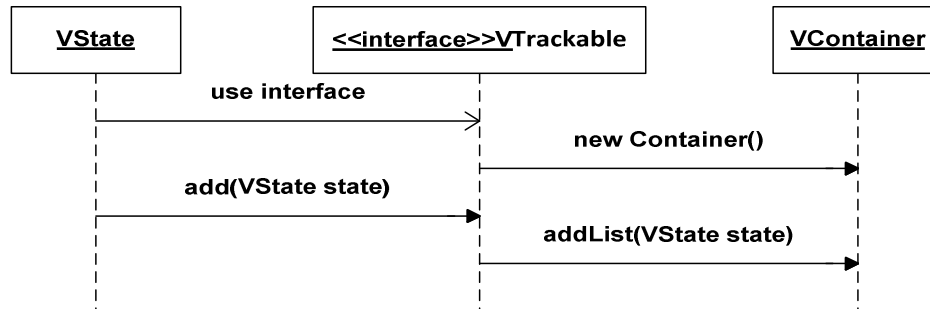 VState
<<interface>>VTrackable
VContainer
use interface
new Container()
add(VState state)
addList(VState state)